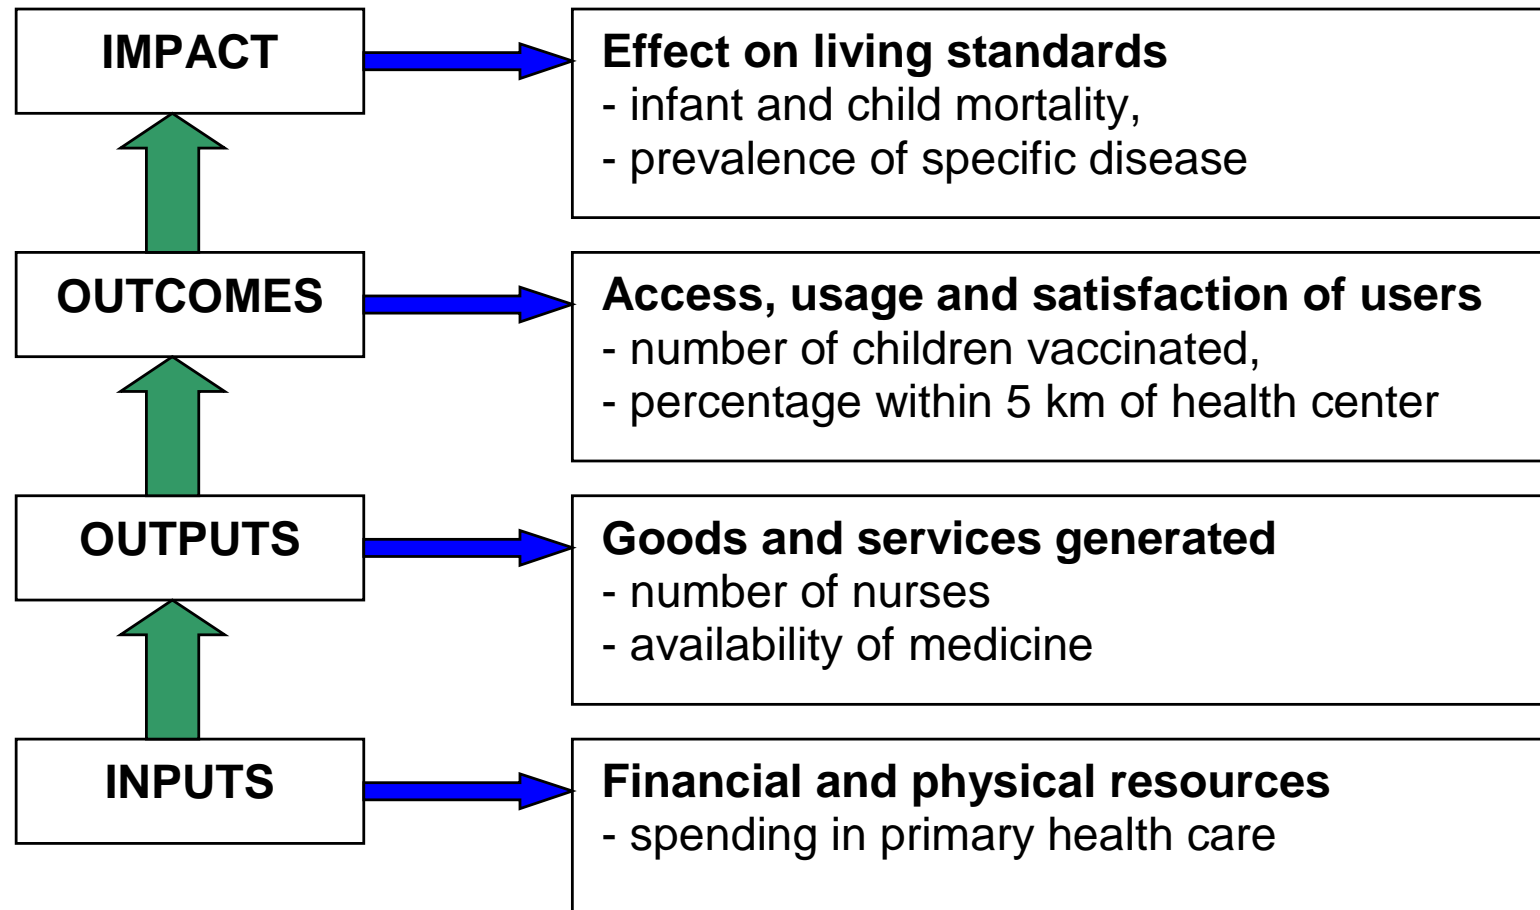 IMPACT
Effect on living standards
- infant and child mortality,
- prevalence of specific disease
OUTCOMES
Access, usage and satisfaction of users
- number of children vaccinated,
- percentage within 5 km of health center
OUTPUTS
Goods and services generated
- number of nurses
- availability of medicine
INPUTS
Financial and physical resources
- spending in primary health care